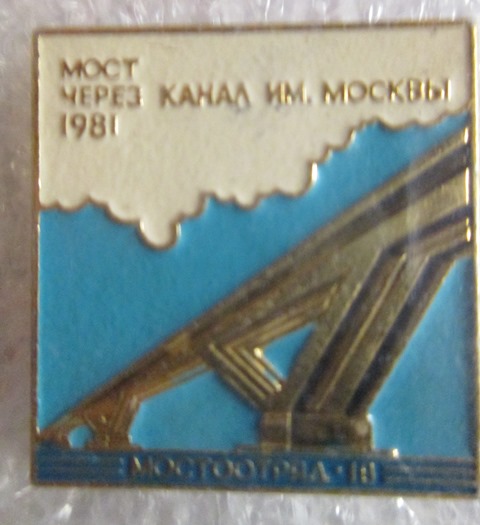 МОСТ
ЧЕРЕЗ КАНАЛ ИМ. МОСКВЫ
1981
МОСТООТРЯД · 18